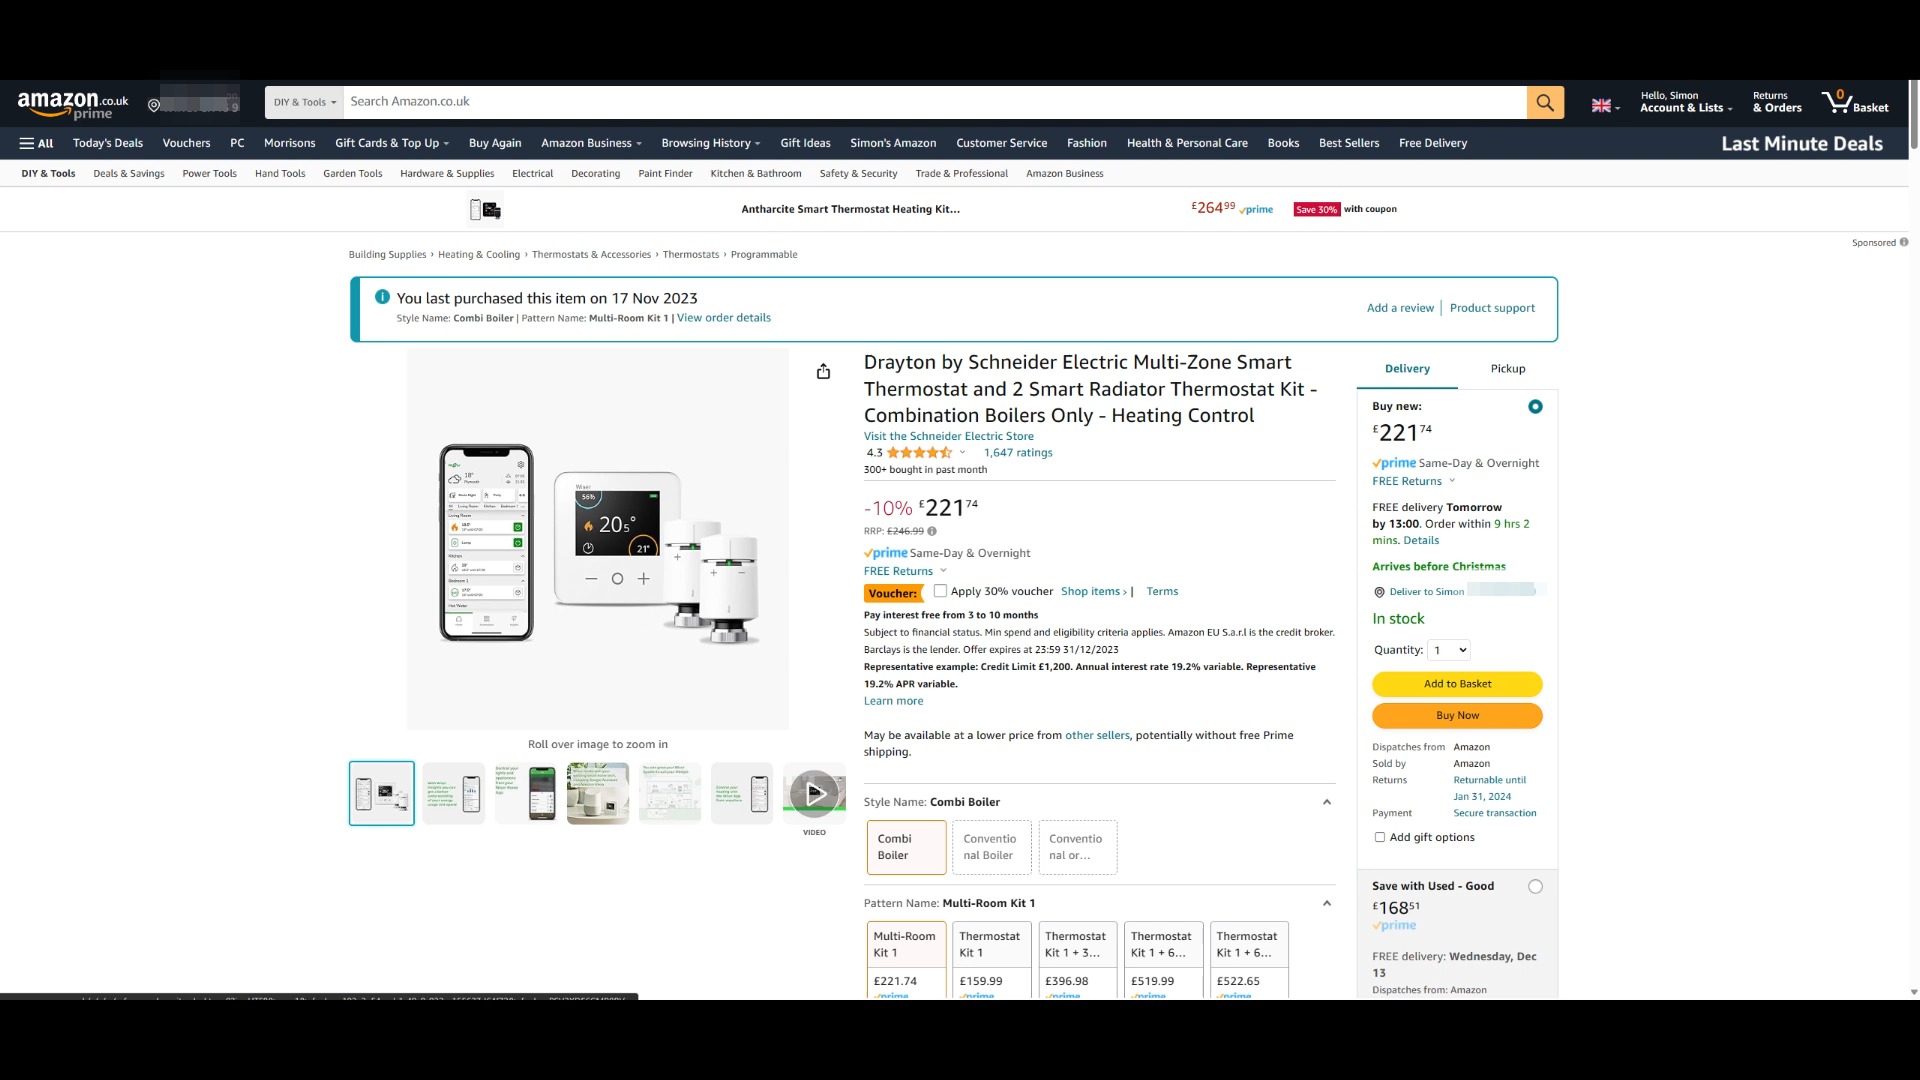 amazon.co.uk
prime
DIY & Tools
Search Amazon.co.uk
Hello, Simon
Account & Lists
Returns
& Orders
0
Basket
All
Today's Deals
Vouchers
PC
Morrisons
Gift Cards & Top Up
Buy Again
Amazon Business
Browsing History
Gift Ideas
Simon's Amazon
Customer Service
Fashion
Health & Personal Care
Books
Best Sellers
Free Delivery
Last Minute Deals
DIY & Tools
Deals & Savings
Power Tools
Hand Tools
Garden Tools
Hardware & Supplies
Electrical
Decorating
Paint Finder
Kitchen & Bathroom
Safety & Security
Trade & Professional
Amazon Business
Antharcite Smart Thermostat Heating Kit...
£264⁹⁹ prime
Save 30% with coupon
Sponsored
Building Supplies › Heating & Cooling › Thermostats & Accessories › Thermostats › Programmable
You last purchased this item on 17 Nov 2023
Style Name: Combi Boiler | Pattern Name: Multi-Room Kit 1 | View order details
Add a review | Product support
Wiser
56%
20.5°
21°
Roll over image to zoom in
VIDEO
Drayton by Schneider Electric Multi-Zone Smart
Thermostat and 2 Smart Radiator Thermostat Kit -
Combination Boilers Only - Heating Control
Visit the Schneider Electric Store
4.3
1,647 ratings
300+ bought in past month
-10% £221⁷⁴
RRP: £246.99
prime Same-Day & Overnight
FREE Returns
Voucher: Apply 30% voucher Shop items › | Terms
Pay interest free from 3 to 10 months
Subject to financial status. Min spend and eligibility criteria applies. Amazon EU S.a.r.l is the credit broker.
Barclays is the lender. Offer expires at 23:59 31/12/2023
Representative example: Credit Limit £1,200. Annual interest rate 19.2% variable. Representative
19.2% APR variable.
Learn more
May be available at a lower price from other sellers, potentially without free Prime
shipping.
Style Name: Combi Boiler
Combi
Boiler
Conventio
nal Boiler
Conventio
nal or...
Pattern Name: Multi-Room Kit 1
Multi-Room
Kit 1
£221.74
prime
Thermostat
Kit 1
£159.99
prime
Thermostat
Kit 1 + 3...
£396.98
prime
Thermostat
Kit 1 + 6...
£519.99
prime
Thermostat
Kit 1 + 6...
£522.65
prime
Delivery
Pickup
Buy new:
£221⁷⁴
prime Same-Day & Overnight
FREE Returns
FREE delivery Tomorrow
by 13:00. Order within 9 hrs 2
mins. Details
Arrives before Christmas
Deliver to Simon
In stock
Quantity: 1
Add to Basket
Buy Now
Dispatches from Amazon
Sold by Amazon
Returns Returnable until
Jan 31, 2024
Payment Secure transaction
Add gift options
Save with Used - Good
£168⁵¹
prime
FREE delivery: Wednesday, Dec
13
Dispatches from: Amazon